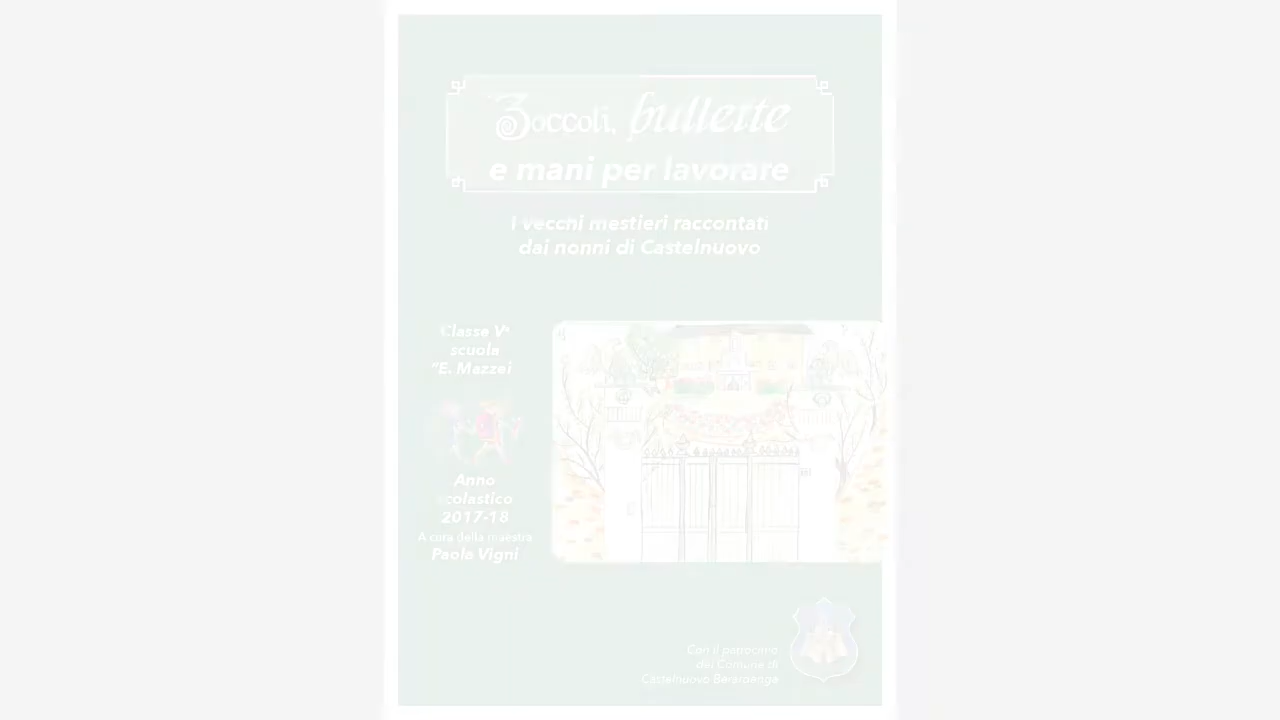 Zoccoli, bullette
e mani per lavorare
I vecchi mestieri raccontati
dai nonni di Castelnuovo
Classe Vª
scuola
"E. Mazzei
Anno
scolastico
2017-18
A cura della maestra
Paola Vigni
Con il patrocinio
del Comune di
Castelnuovo Berardenga